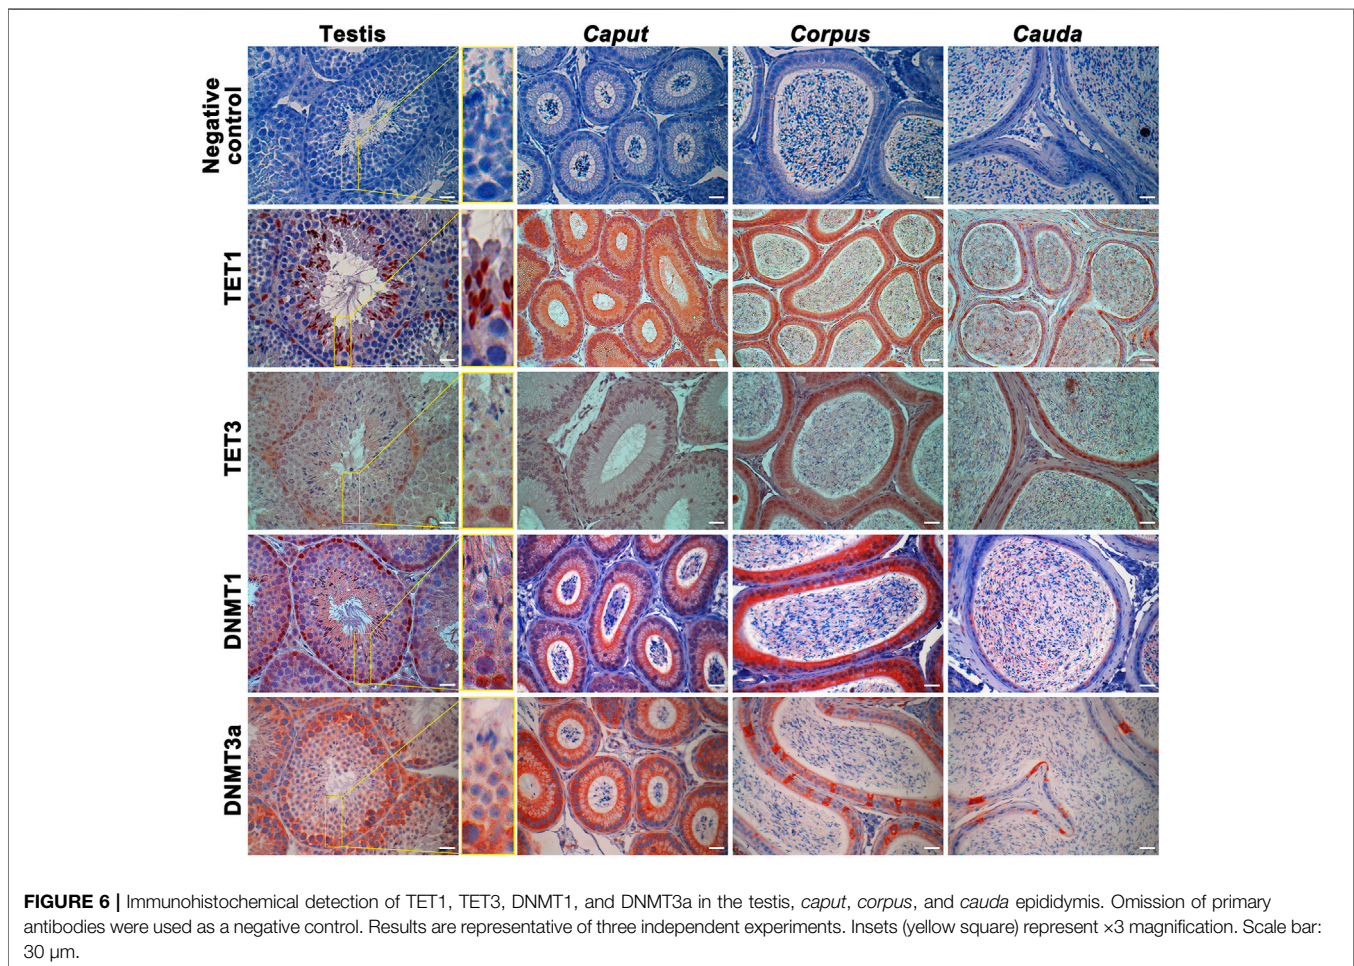 Testis Caput Corpus Cauda
Negative
control
TET1
TET3
DNMT1
DNMT3a
FIGURE 6 | Immunohistochemical detection of TET1, TET3, DNMT1, and DNMT3a in the testis, caput, corpus, and cauda epididymis. Omission of primary
antibodies were used as a negative control. Results are representative of three independent experiments. Insets (yellow square) represent ×3 magnification. Scale bar:
30 μm.